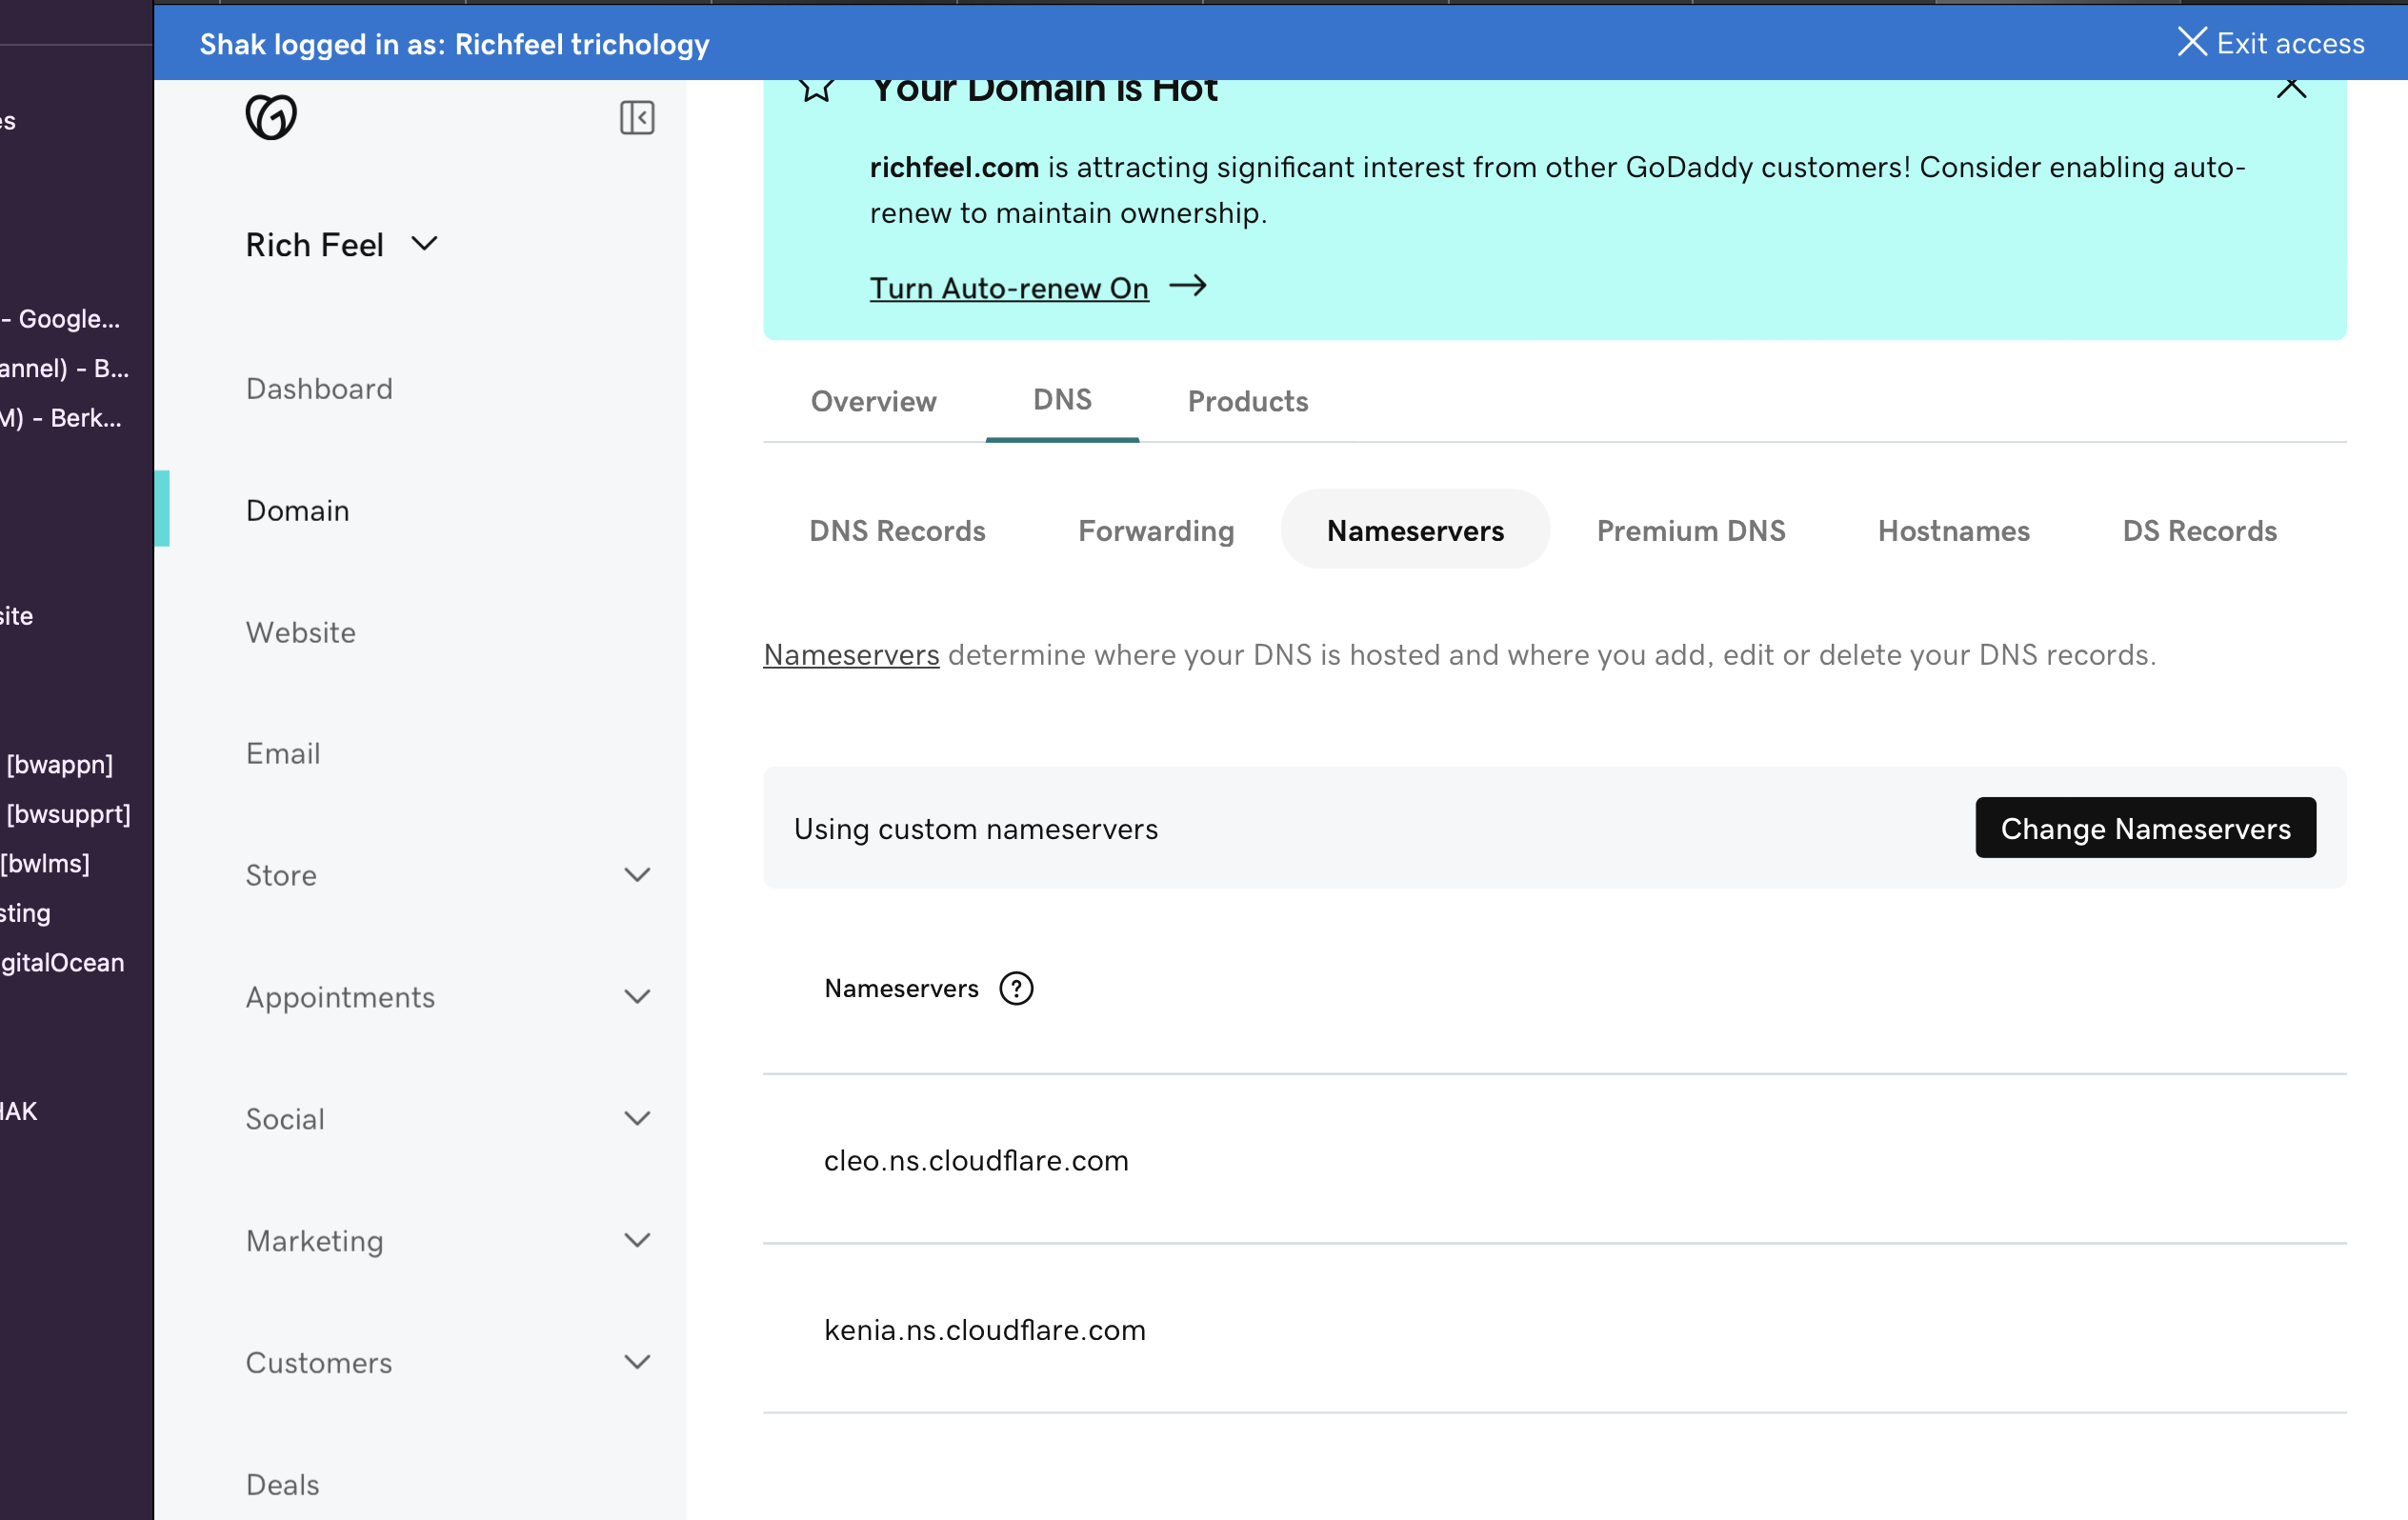 Shak logged in as: Richfeel trichology
Exit access
es
- Google...
annel) - B...
M) - Berk...
site
[bwappn]
[bwsupprt]
[bwlms]
sting
gitalOcean
HAK
Rich Feel
Dashboard
Domain
Website
Email
Store
Appointments
Social
Marketing
Customers
Deals
Your Domain is Hot
richfeel.com is attracting significant interest from other GoDaddy customers! Consider enabling auto-
renew to maintain ownership.
Turn Auto-renew On
Overview DNS Products
DNS Records Forwarding Nameservers Premium DNS Hostnames DS Records
Nameservers determine where your DNS is hosted and where you add, edit or delete your DNS records.
Using custom nameservers
Change Nameservers
Nameservers ?
cleo.ns.cloudflare.com
kenia.ns.cloudflare.com